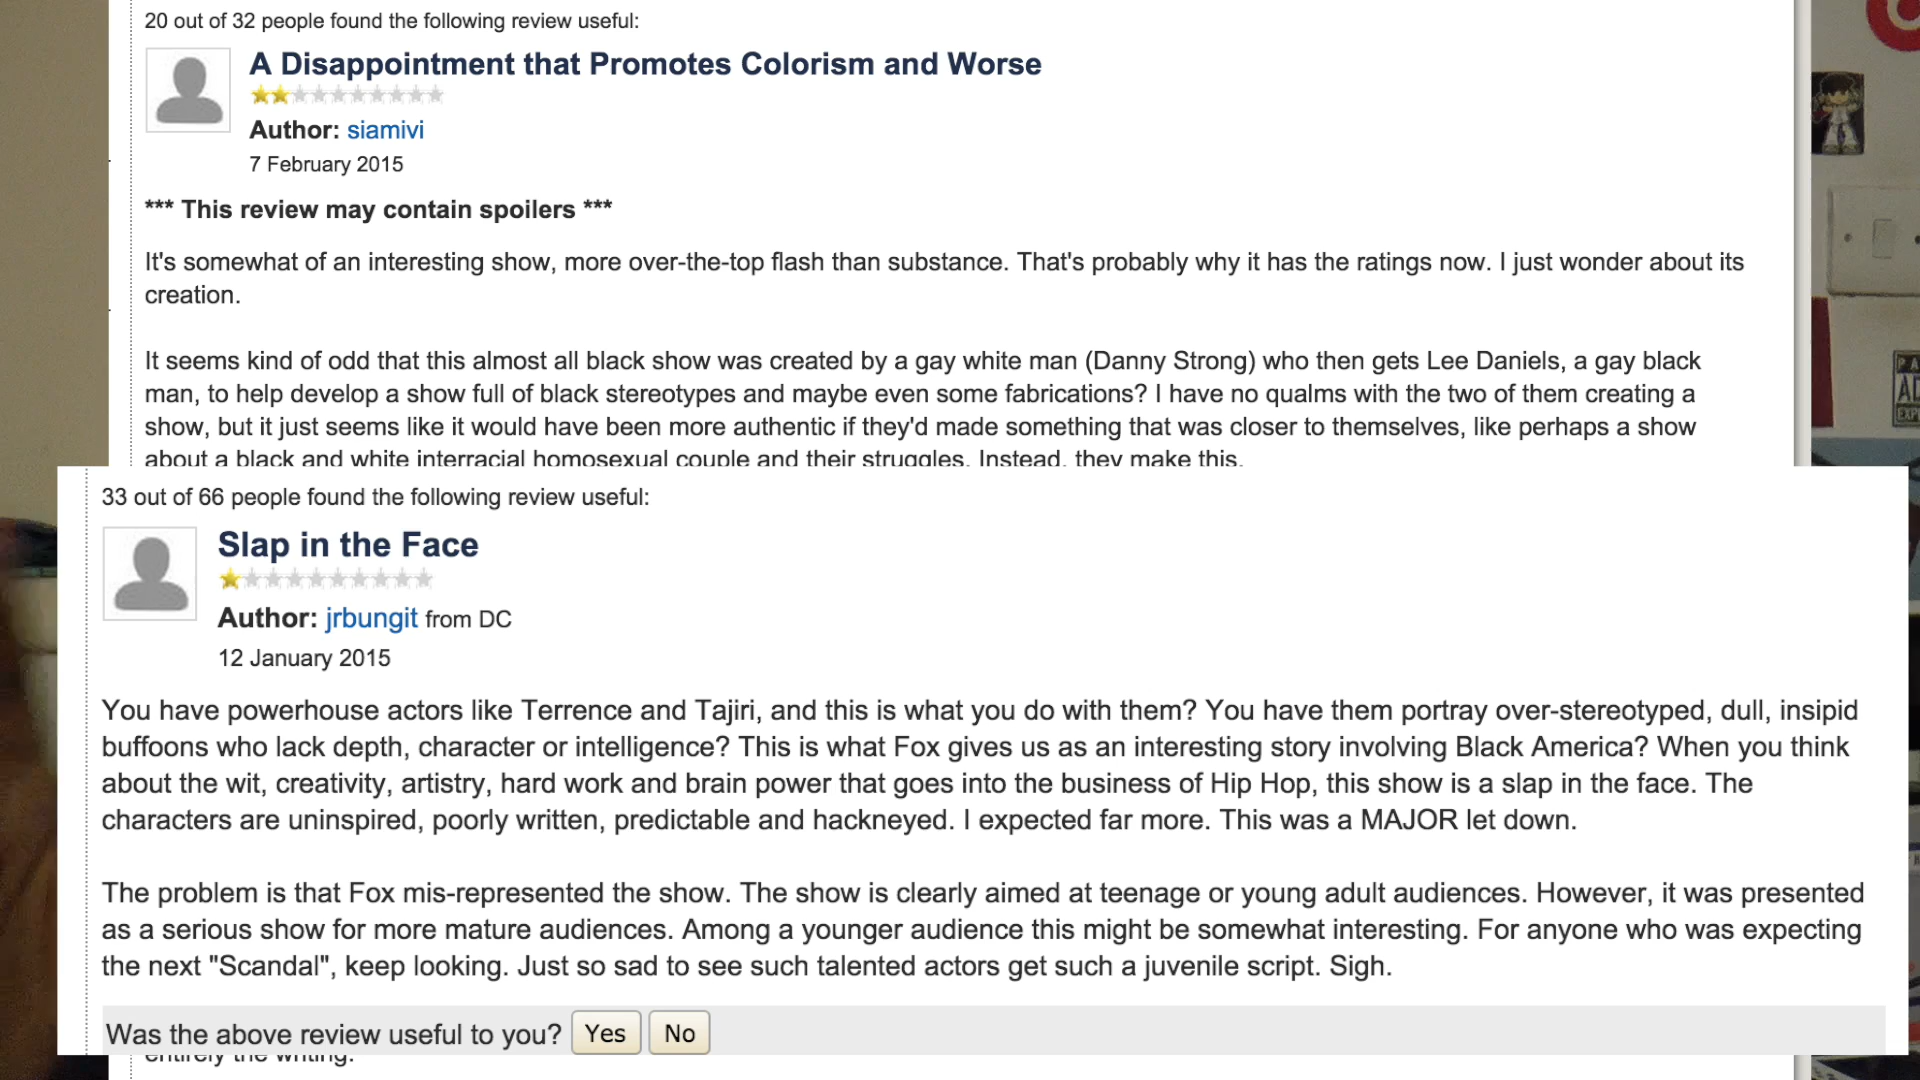 20 out of 32 people found the following review useful:
A Disappointment that Promotes Colorism and Worse
Author: siamivi
7 February 2015
*** This review may contain spoilers ***
It's somewhat of an interesting show, more over-the-top flash than substance. That's probably why it has the ratings now. I just wonder about its
creation.
It seems kind of odd that this almost all black show was created by a gay white man (Danny Strong) who then gets Lee Daniels, a gay black
man, to help develop a show full of black stereotypes and maybe even some fabrications? I have no qualms with the two of them creating a
show, but it just seems like it would have been more authentic if they'd made something that was closer to themselves, like perhaps a show
about a black and white interracial homosexual couple and their struggles. Instead, they make this.
33 out of 66 people found the following review useful:
Slap in the Face
Author: jrbungit from DC
12 January 2015
You have powerhouse actors like Terrence and Tajiri, and this is what you do with them? You have them portray over-stereotyped, dull, insipid
buffoons who lack depth, character or intelligence? This is what Fox gives us as an interesting story involving Black America? When you think
about the wit, creativity, artistry, hard work and brain power that goes into the business of Hip Hop, this show is a slap in the face. The
characters are uninspired, poorly written, predictable and hackneyed. I expected far more. This was a MAJOR let down.
The problem is that Fox mis-represented the show. The show is clearly aimed at teenage or young adult audiences. However, it was presented
as a serious show for more mature audiences. Among a younger audience this might be somewhat interesting. For anyone who was expecting
the next "Scandal", keep looking. Just so sad to see such talented actors get such a juvenile script. Sigh.
Was the above review useful to you? Yes No
entirely the writing.